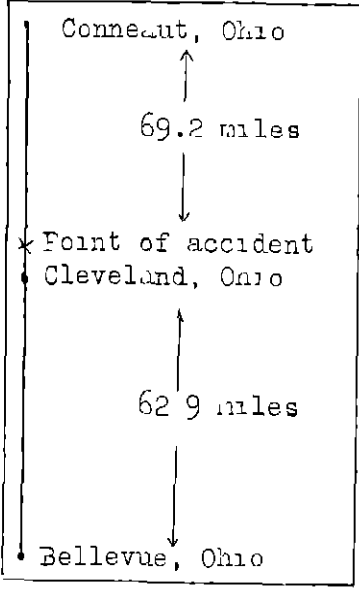 Conneaut, Ohio
69.2 miles
Point of accident
Cleveland, Ohio
62 9 miles
Bellevue, Ohio